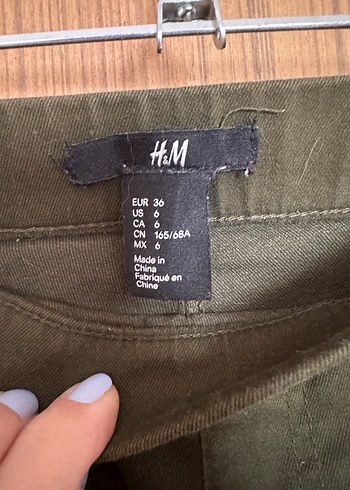 H&M
EUR 36
US 6
CA 6
CN 165/68A
MX 6
Made in
China
Fabriqué en
Chine